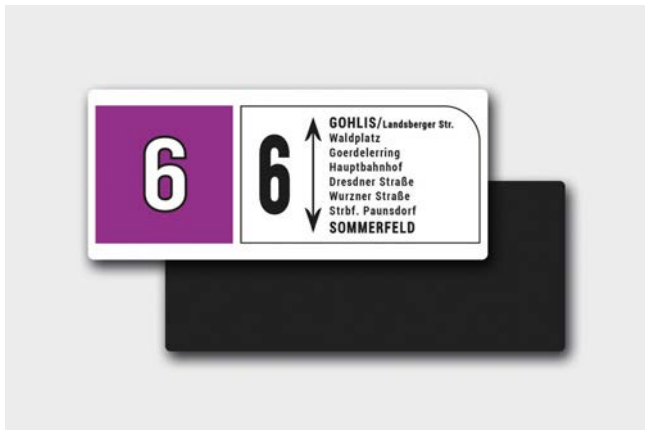 6
6
GOHLIS/Landsberger Str.
Waldplatz
Goerdelerring
Hauptbahnhof
Dresdner Straße
Wurzner Straße
Strbf. Paunsdorf
SOMMERFELD